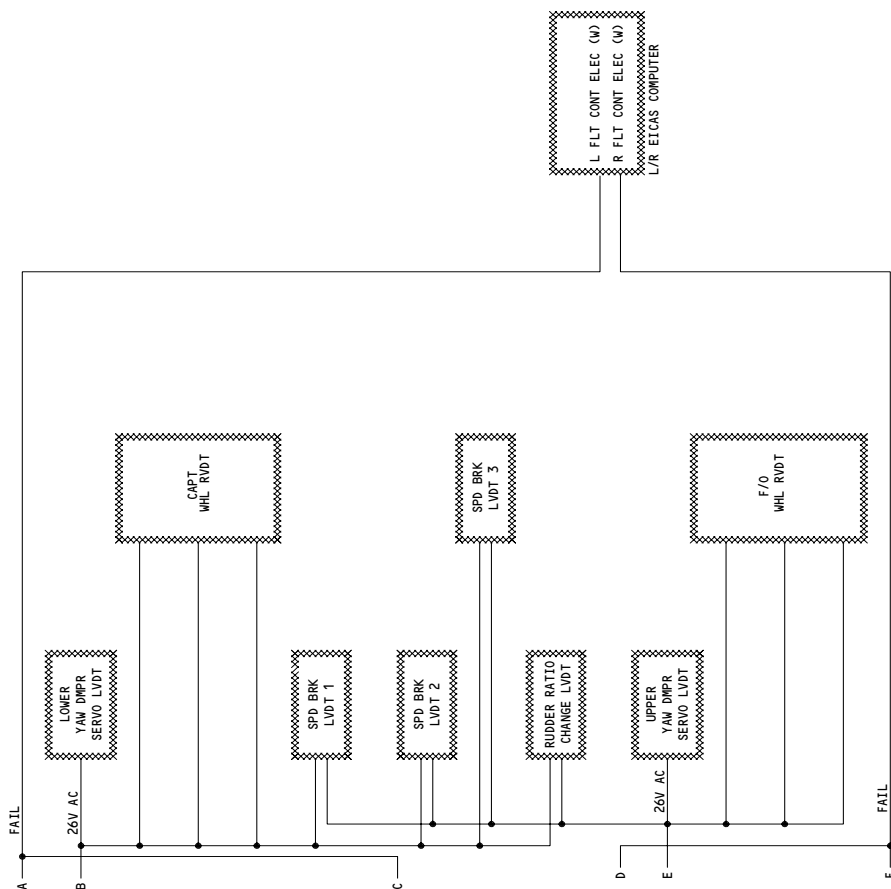 L FLT CONT ELEC (W)
R FLT CONT ELEC (W)
L/R EICAS COMPUTER
CAPT
WHL RVDT
SPD BRK
LVDT 3
F/O
WHL RVDT
LOWER
YAW DMPR
SERVO LVDT
SPD BRK
LVDT 1
SPD BRK
LVDT 2
RUDDER RATIO
CHANGE LVDT
UPPER
YAW DMPR
SERVO LVDT
FAIL
26V AC
26V AC
FAIL
A
B
C
D
E
F